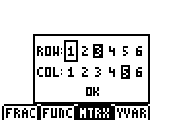 ROW: 1 2 3 4 5 6
COL: 1 2 3 4 5 6
OK
FRAC FUNC MTRX YVAR